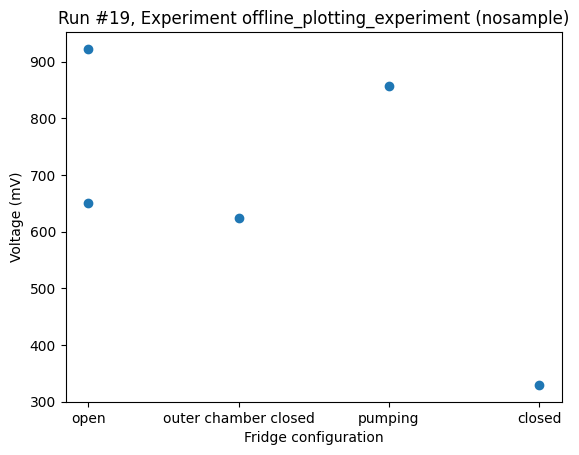 Run #19, Experiment offline_plotting_experiment (nosample)
Voltage (mV)
900
800
700
600
500
400
300
open
outer chamber closed
pumping
closed
Fridge configuration